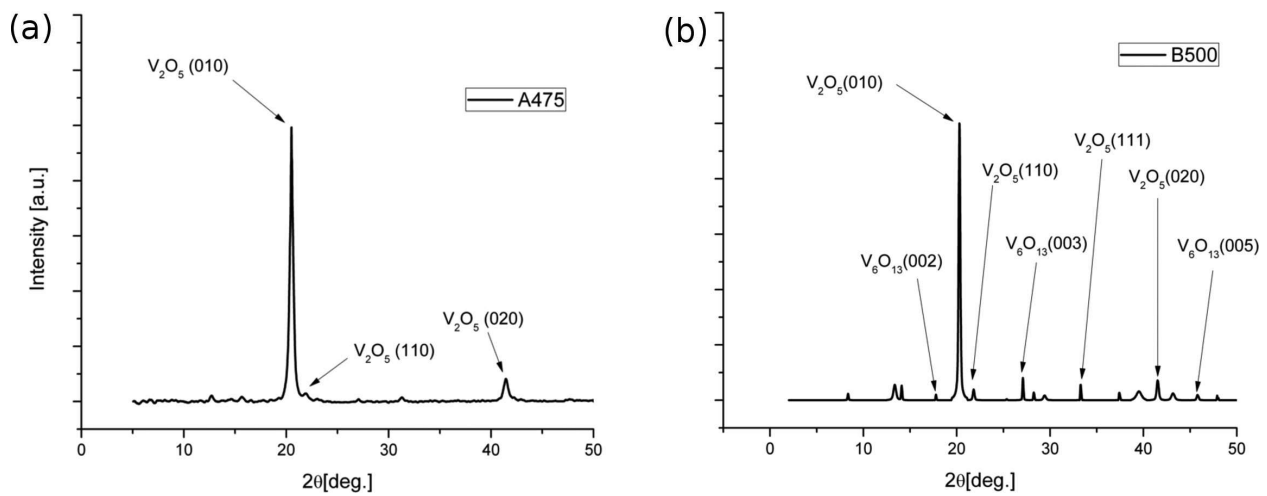 (a)
V₂O₅ (010)
A475
V₂O₅ (020)
V₂O₅ (110)
Intensity [a.u.]
0 10 20 30 40 50
2θ[deg.]
(b)
B500
V₂O₅(010)
V₂O₅(111)
V₂O₅(110)
V₂O₅(020)
V₆O₁₃(003)
V₆O₁₃(005)
V₆O₁₃(002)
0 10 20 30 40 50
2θ[deg.]